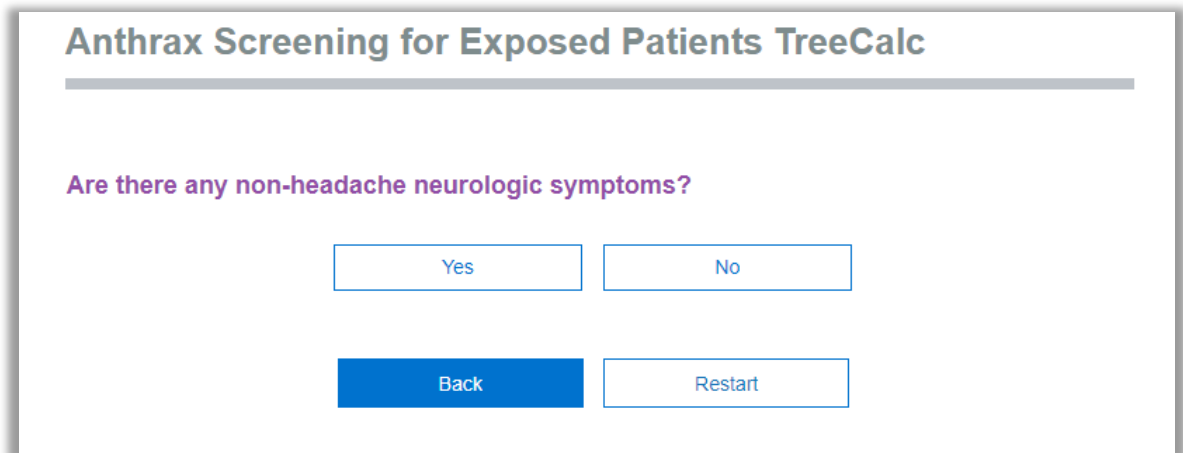 Anthrax Screening for Exposed Patients TreeCalc
Are there any non-headache neurologic symptoms?
Yes No
Back Restart